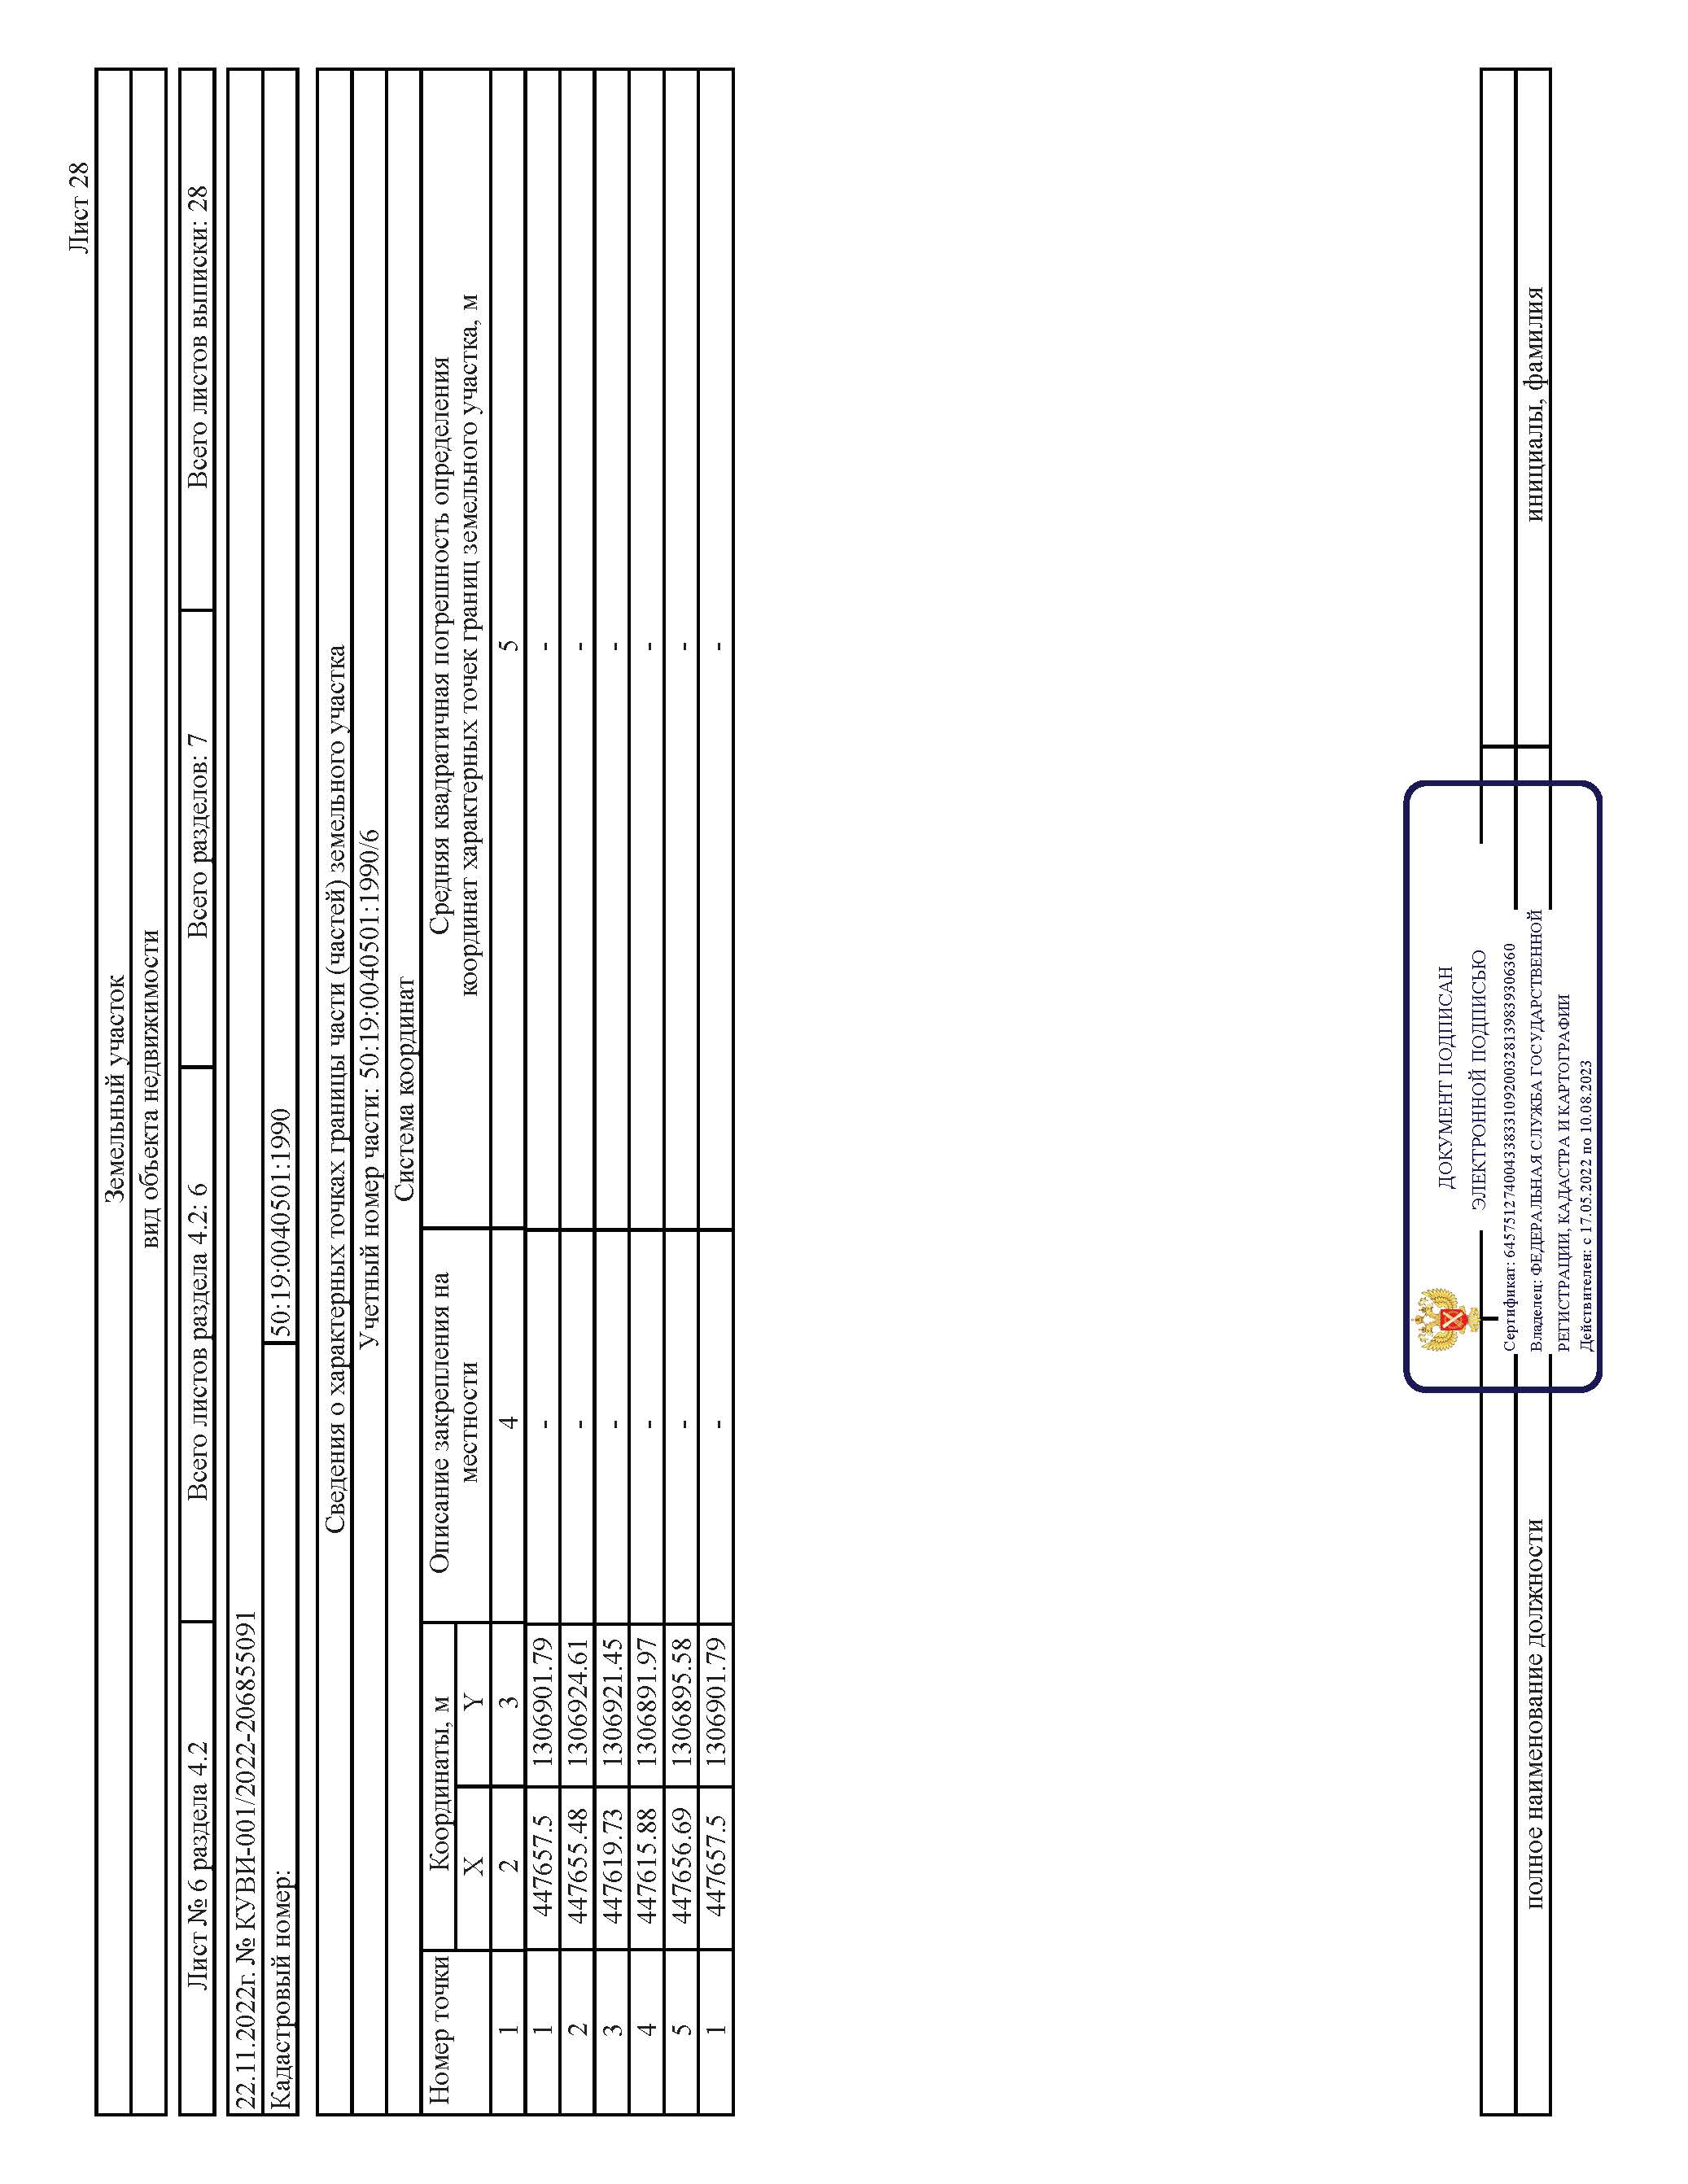 Лист 28
Земельный участок
вид объекта недвижимости
Лист № 6 раздела 4.2 Всего листов раздела 4.2: 6 Всего разделов: 7 Всего листов выписки: 28
22.11.2022г. № КУВИ-001/2022-206855091
Кадастровый номер: 50:19:0040501:1990
Сведения о характерных точках границы части (частей) земельного участка
Учетный номер части: 50:19:0040501:1990/6
Система координат
Номер точки Координаты, м Описание закрепления на местности Средняя квадратичная погрешность определения
координат характерных точек границ земельного участка, м
X Y
1 2 3 4 5
1 447657.5 1306901.79 - -
2 447655.48 1306924.61 - -
3 447619.73 1306921.45 - -
4 447615.88 1306891.97 - -
5 447656.69 1306895.58 - -
1 447657.5 1306901.79 - -
ДОКУМЕНТ ПОДПИСАН
ЭЛЕКТРОННОЙ ПОДПИСЬЮ
Сертификат: 64575127400433833109200328139839306360
Владелец: ФЕДЕРАЛЬНАЯ СЛУЖБА ГОСУДАРСТВЕННОЙ
РЕГИСТРАЦИИ, КАДАСТРА И КАРТОГРАФИИ
Действителен: с 17.05.2022 по 10.08.2023
полное наименование должности инициалы, фамилия